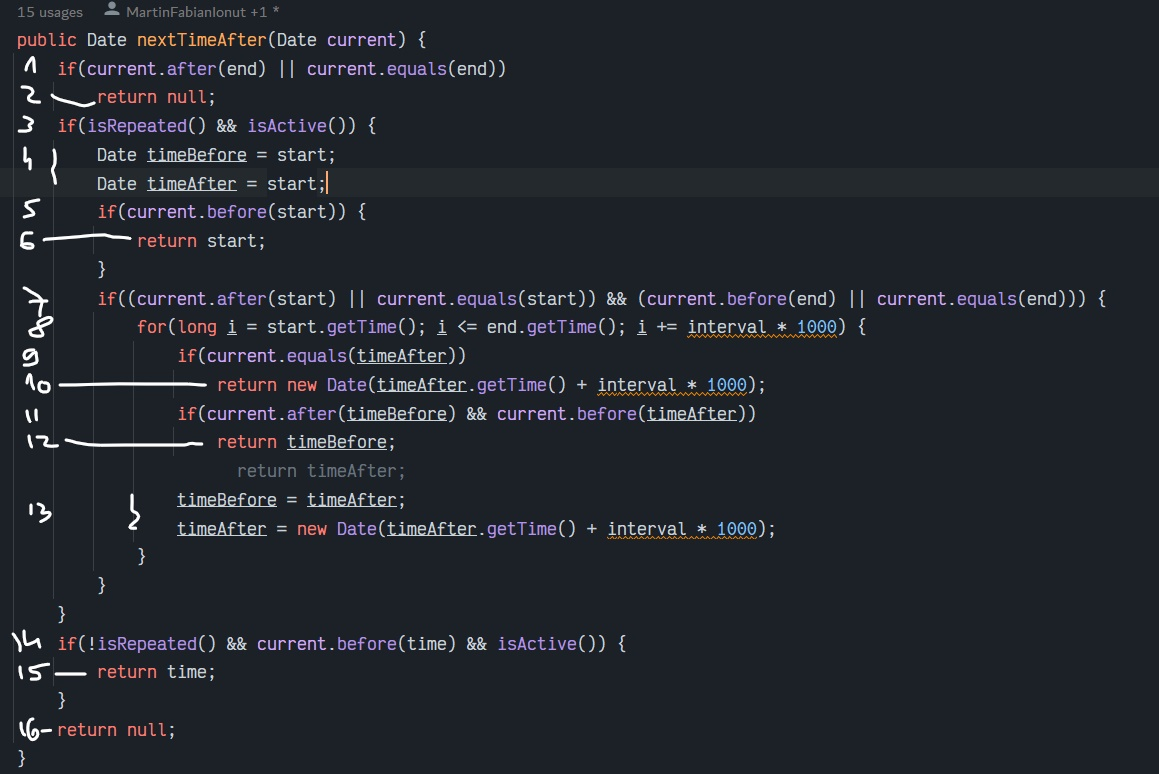 15 usages MartinFabianIonut +1 *
public Date nextTimeAfter(Date current) {
1 if(current.after(end) || current.equals(end))
2 return null;
3 if(isRepeated() && isActive()) {
4 Date timeBefore = start;
Date timeAfter = start;
5 if(current.before(start)) {
6 return start;
}
7 if((current.after(start) || current.equals(start)) && (current.before(end) || current.equals(end))) {
8 for(long i = start.getTime(); i <= end.getTime(); i += interval * 1000) {
9 if(current.equals(timeAfter))
10 return new Date(timeAfter.getTime() + interval * 1000);
11 if(current.after(timeBefore) && current.before(timeAfter))
12 return timeBefore;
return timeAfter;
timeBefore = timeAfter;
13 timeAfter = new Date(timeAfter.getTime() + interval * 1000);
}
}
}
14 if(!isRepeated() && current.before(time) && isActive()) {
15 return time;
}
16 return null;
}